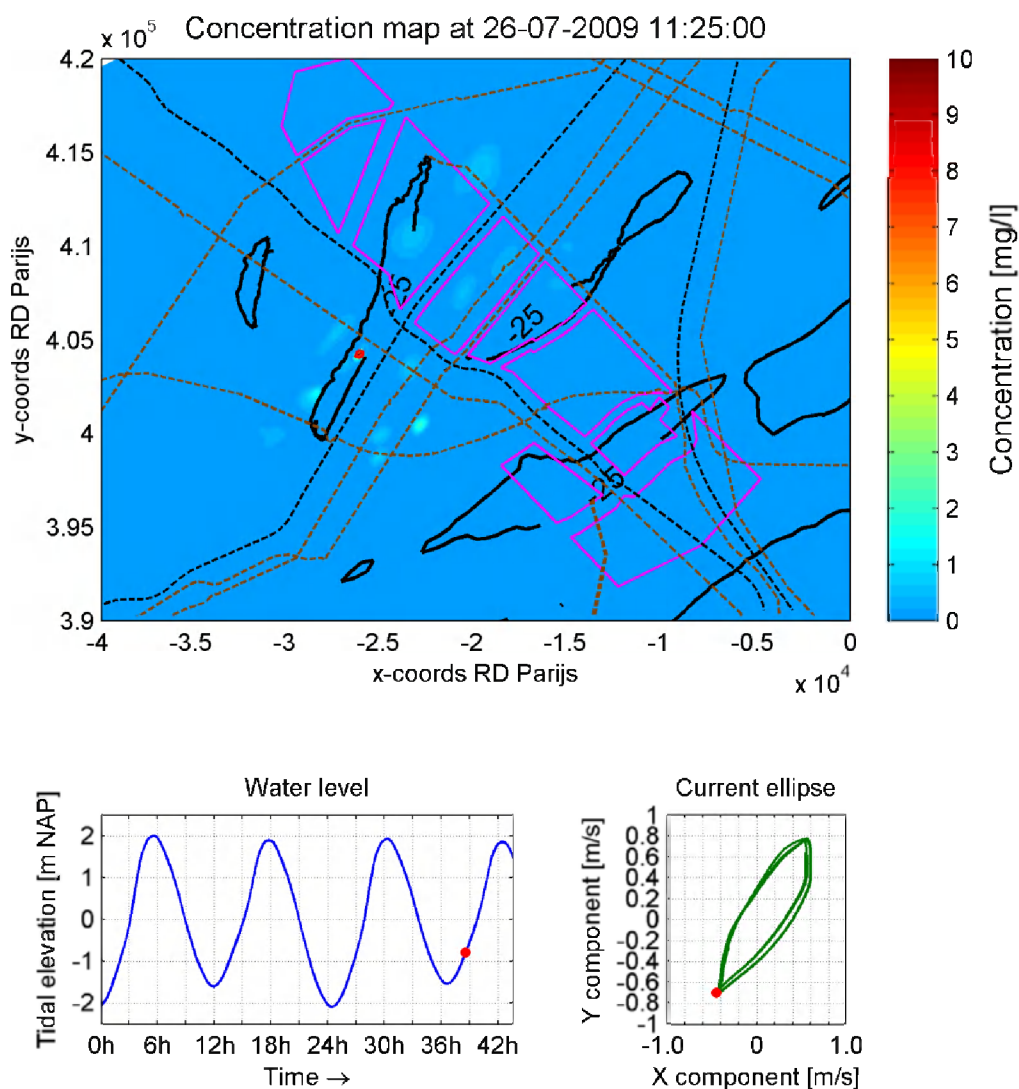 x 10^5 Concentration map at 26-07-2009 11:25:00
4.2
4.15
4.1
4.05
4
3.95
3.9
y-coords RD Parijs
-4 -3.5 -3 -2.5 -2 -1.5 -1 -0.5 0
x-coords RD Parijs
x 10^4
-25
-25
-25
10
9
8
7
6
5
4
3
2
1
0
Concentration [mg/l]
Water level
Tidal elevation [m NAP]
2
1
0
-1
-2
0h 6h 12h 18h 24h 30h 36h 42h
Time →
Current ellipse
Y component [m/s]
1
0.8
0.6
0.4
0.2
0
-0.2
-0.4
-0.6
-0.8
-1
-1.0 0 1.0
X component [m/s]